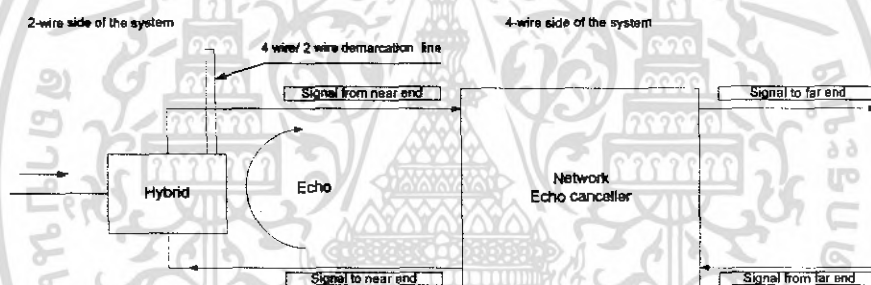 2-wire side of the system
4-wire side of the system
4 wire/ 2 wire demarcation line
Signal from near end
Signal to far end
Hybrid
Echo
Network
Echo canceller
Signal to near end
Signal from far end